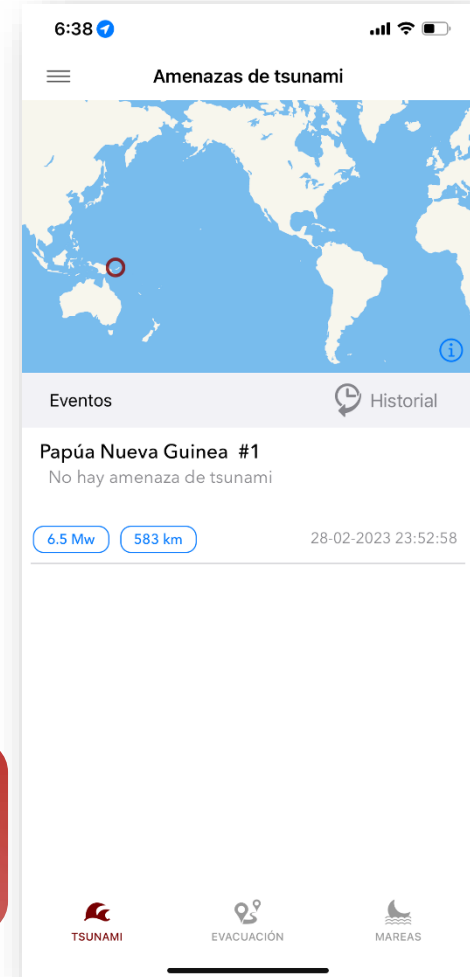 6:38
Amenazas de tsunami
Eventos
Historial
Papúa Nueva Guinea #1
No hay amenaza de tsunami
6.5 Mw 583 km 28-02-2023 23:52:58
TSUNAMI EVACUACIÓN MAREAS